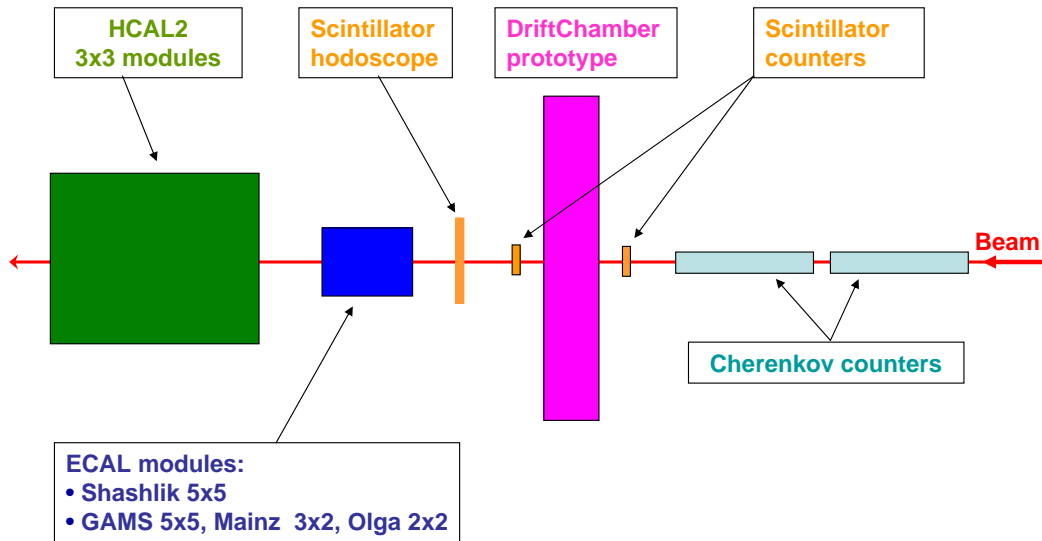 HCAL2
3x3 modules
Scintillator
hodoscope
DriftChamber
prototype
Scintillator
counters
Beam
Cherenkov counters
ECAL modules:
• Shashlik 5x5
• GAMS 5x5, Mainz  3x2, Olga 2x2